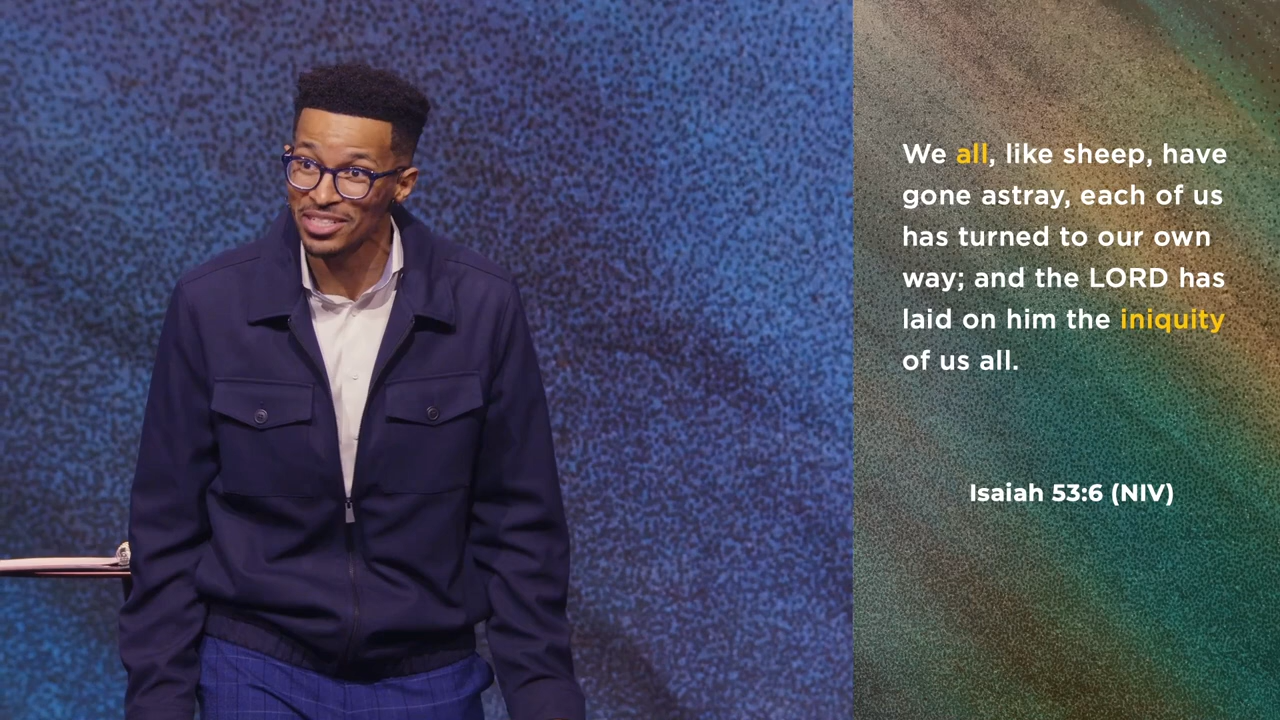 We all, like sheep, have
gone astray, each of us
has turned to our own
way; and the LORD has
laid on him the iniquity
of us all.
Isaiah 53:6 (NIV)